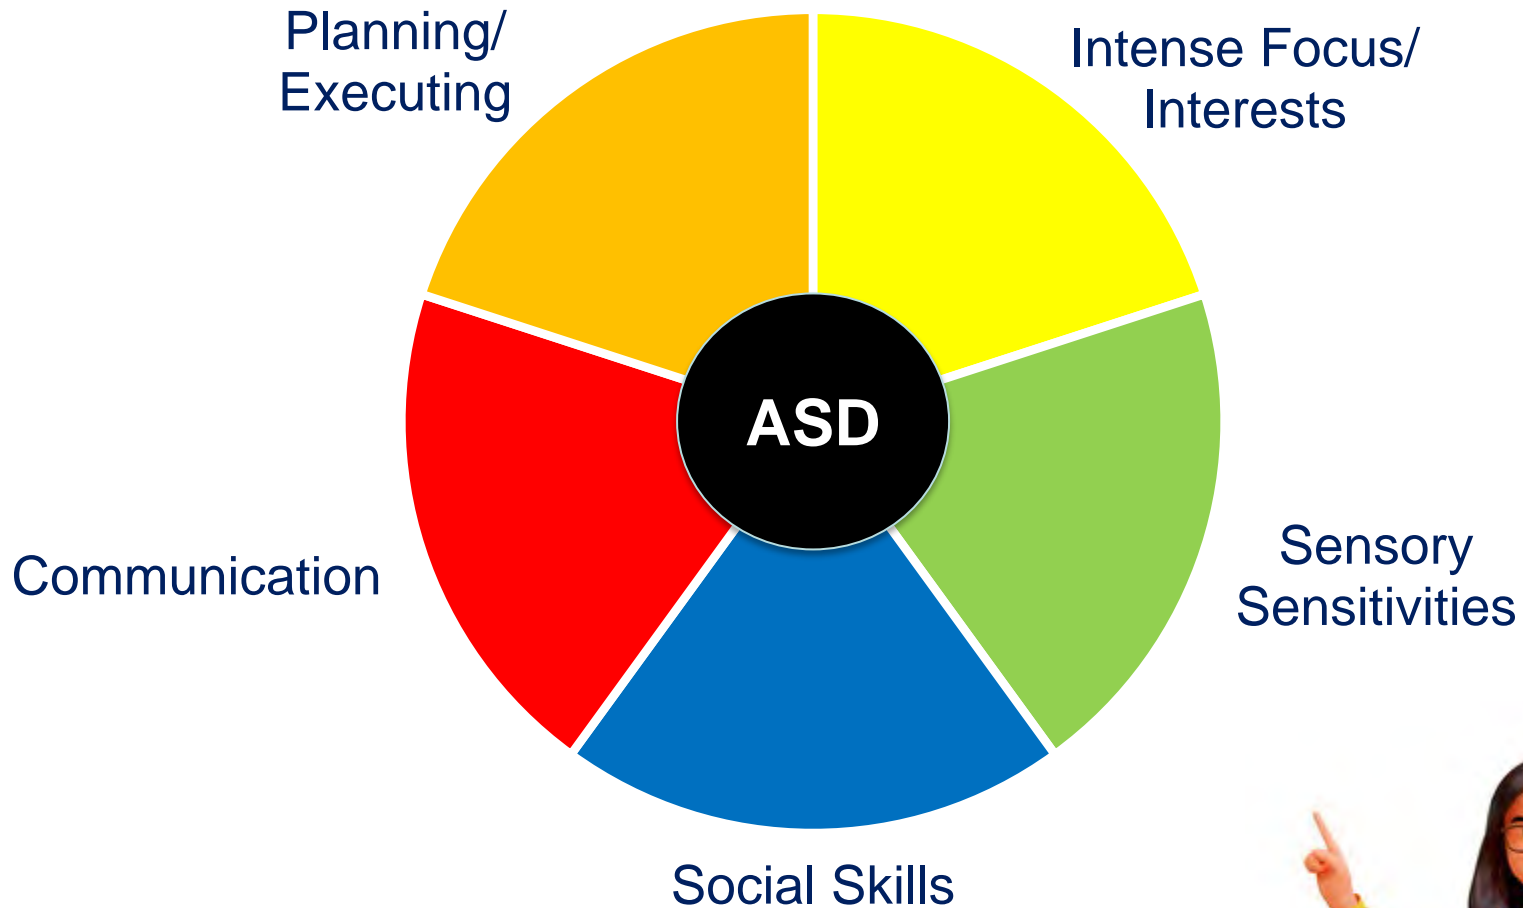 Planning/
Executing
Intense Focus/
Interests
ASD
Communication
Sensory
Sensitivities
Social Skills